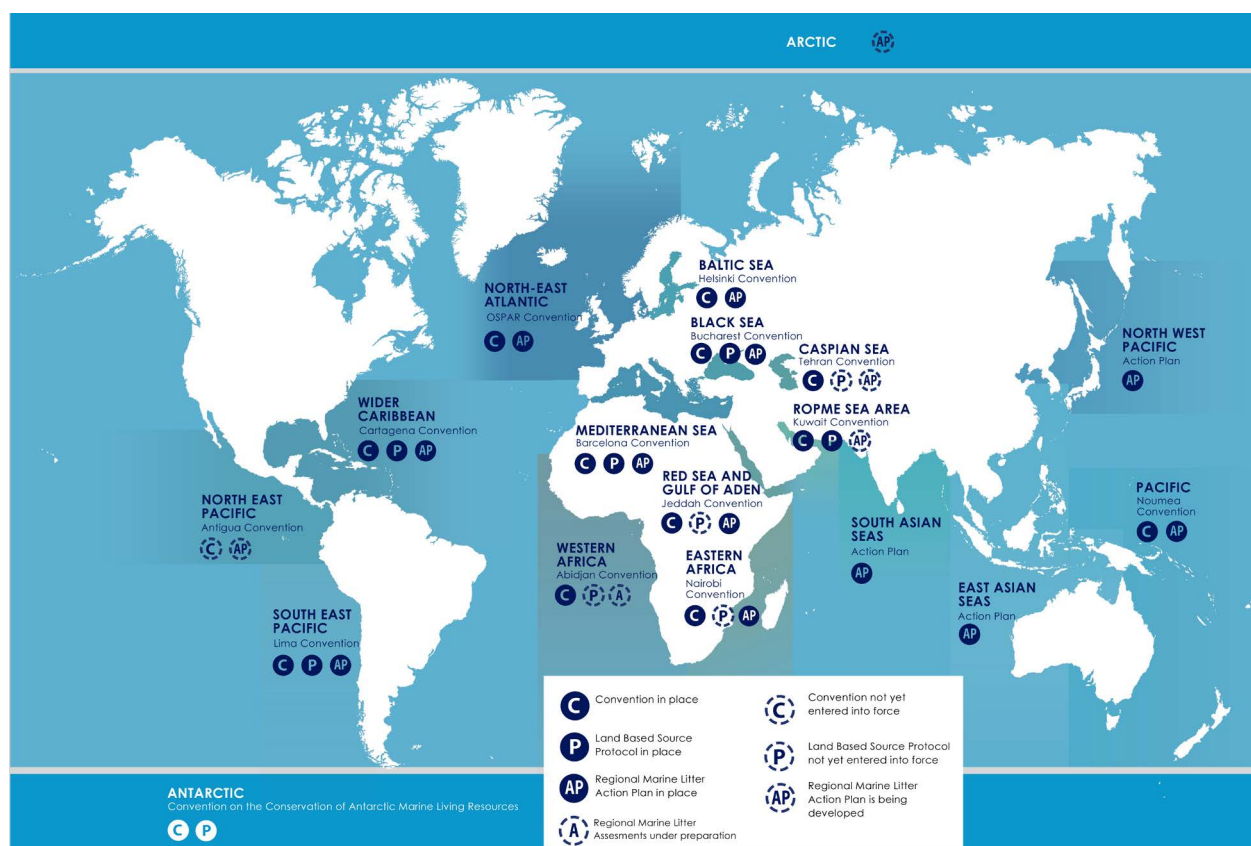 ARCTIC
AP
BALTIC SEA
Helsinki Convention
C AP
NORTH-EAST
ATLANTIC
OSPAR Convention
C AP
BLACK SEA
Bucharest Convention
C P AP
CASPIAN SEA
Tehran Convention
C P AP
NORTH WEST
PACIFIC
Action Plan
AP
WIDER
CARIBBEAN
Cartagena Convention
C P AP
MEDITERRANEAN SEA
Barcelona Convention
C P AP
ROPME SEA AREA
Kuwait Convention
C P AP
RED SEA AND
GULF OF ADEN
Jeddah Convention
C P AP
NORTH EAST
PACIFIC
Antigua Convention
C AP
SOUTH ASIAN
SEAS
Action Plan
AP
PACIFIC
Noumea
Convention
C AP
WESTERN
AFRICA
Abidjan Convention
C P A
EASTERN
AFRICA
Nairobi
Convention
C P AP
EAST ASIAN
SEAS
Action Plan
AP
SOUTH EAST
PACIFIC
Lima Convention
C P AP
C Convention in place
P Land Based Source
Protocol in place
AP Regional Marine Litter
Action Plan in place
A Regional Marine Litter
Assesments under preparation
C Convention not yet
entered into force
P Land Based Source Protocol
not yet entered into force
AP Regional Marine Litter
Action Plan is being
developed
ANTARCTIC
Convention on the Conservation of Antarctic Marine Living Resources
C P